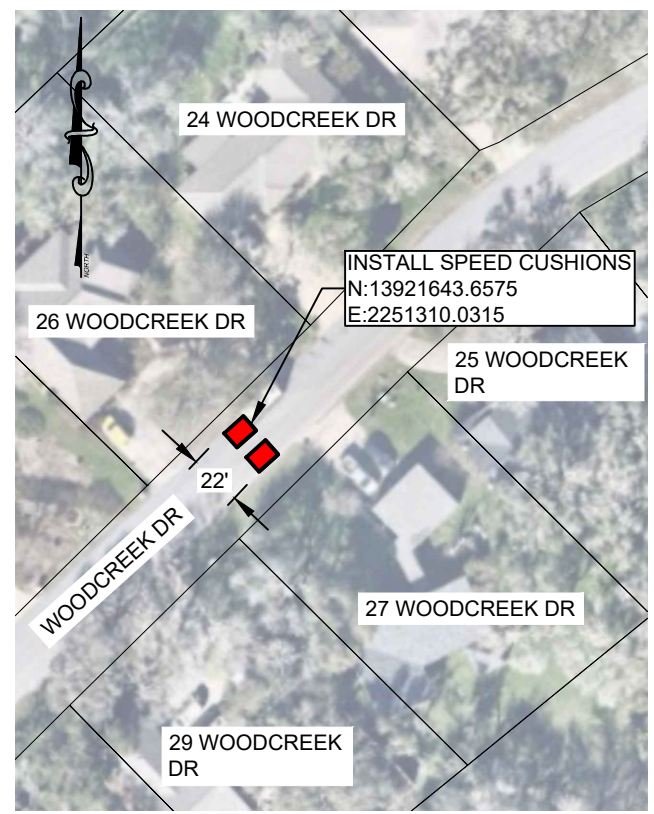 24 WOODCREEK DR
NORTH
INSTALL SPEED CUSHIONS
N:13921643.6575
E:2251310.0315
26 WOODCREEK DR
25 WOODCREEK
DR
22'
WOODCREEK DR
27 WOODCREEK DR
29 WOODCREEK
DR